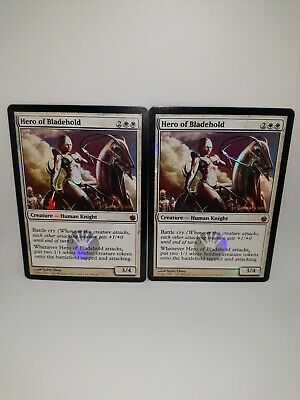 Hero of Bladehold 2
Creature — Human Knight
Battle cry (Whenever this creature attacks,
each other attacking creature gets +1/+0
until end of turn.)
Whenever Hero of Bladehold attacks,
put two 1/1 white Soldier creature tokens
onto the battlefield tapped and attacking.
3/4
Hero of Bladehold 2
Creature — Human Knight
Battle cry (Whenever this creature attacks,
each other attacking creature gets +1/+0
until end of turn.)
Whenever Hero of Bladehold attacks,
put two 1/1 white Soldier creature tokens
onto the battlefield tapped and attacking.
3/4